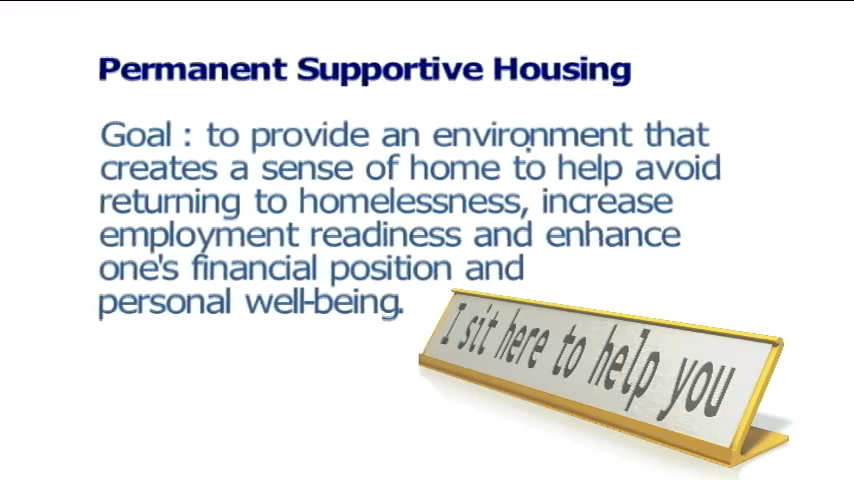 Permanent Supportive Housing
Goal : to provide an environment that
creates a sense of home to help avoid
returning to homelessness, increase
employment readiness and enhance
one's financial position and
personal well-being.
I sit here to help you